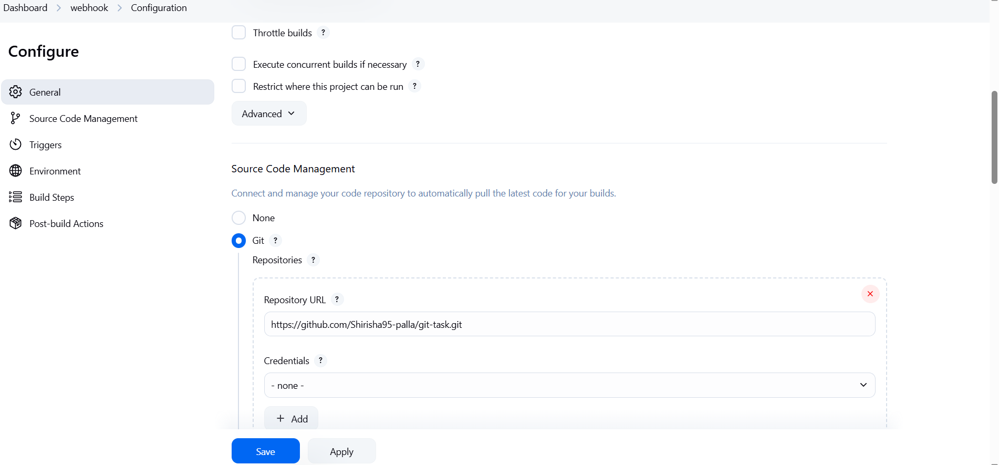 Dashboard > webhook > Configuration
Configure
General
Source Code Management
Triggers
Environment
Build Steps
Post-build Actions
Throttle builds ?
Execute concurrent builds if necessary ?
Restrict where this project can be run ?
Advanced
Source Code Management
Connect and manage your code repository to automatically pull the latest code for your builds.
None
Git ?
Repositories ?
Repository URL ?
https://github.com/Shirisha95-palla/git-task.git
Credentials ?
- none -
+ Add
Save
Apply